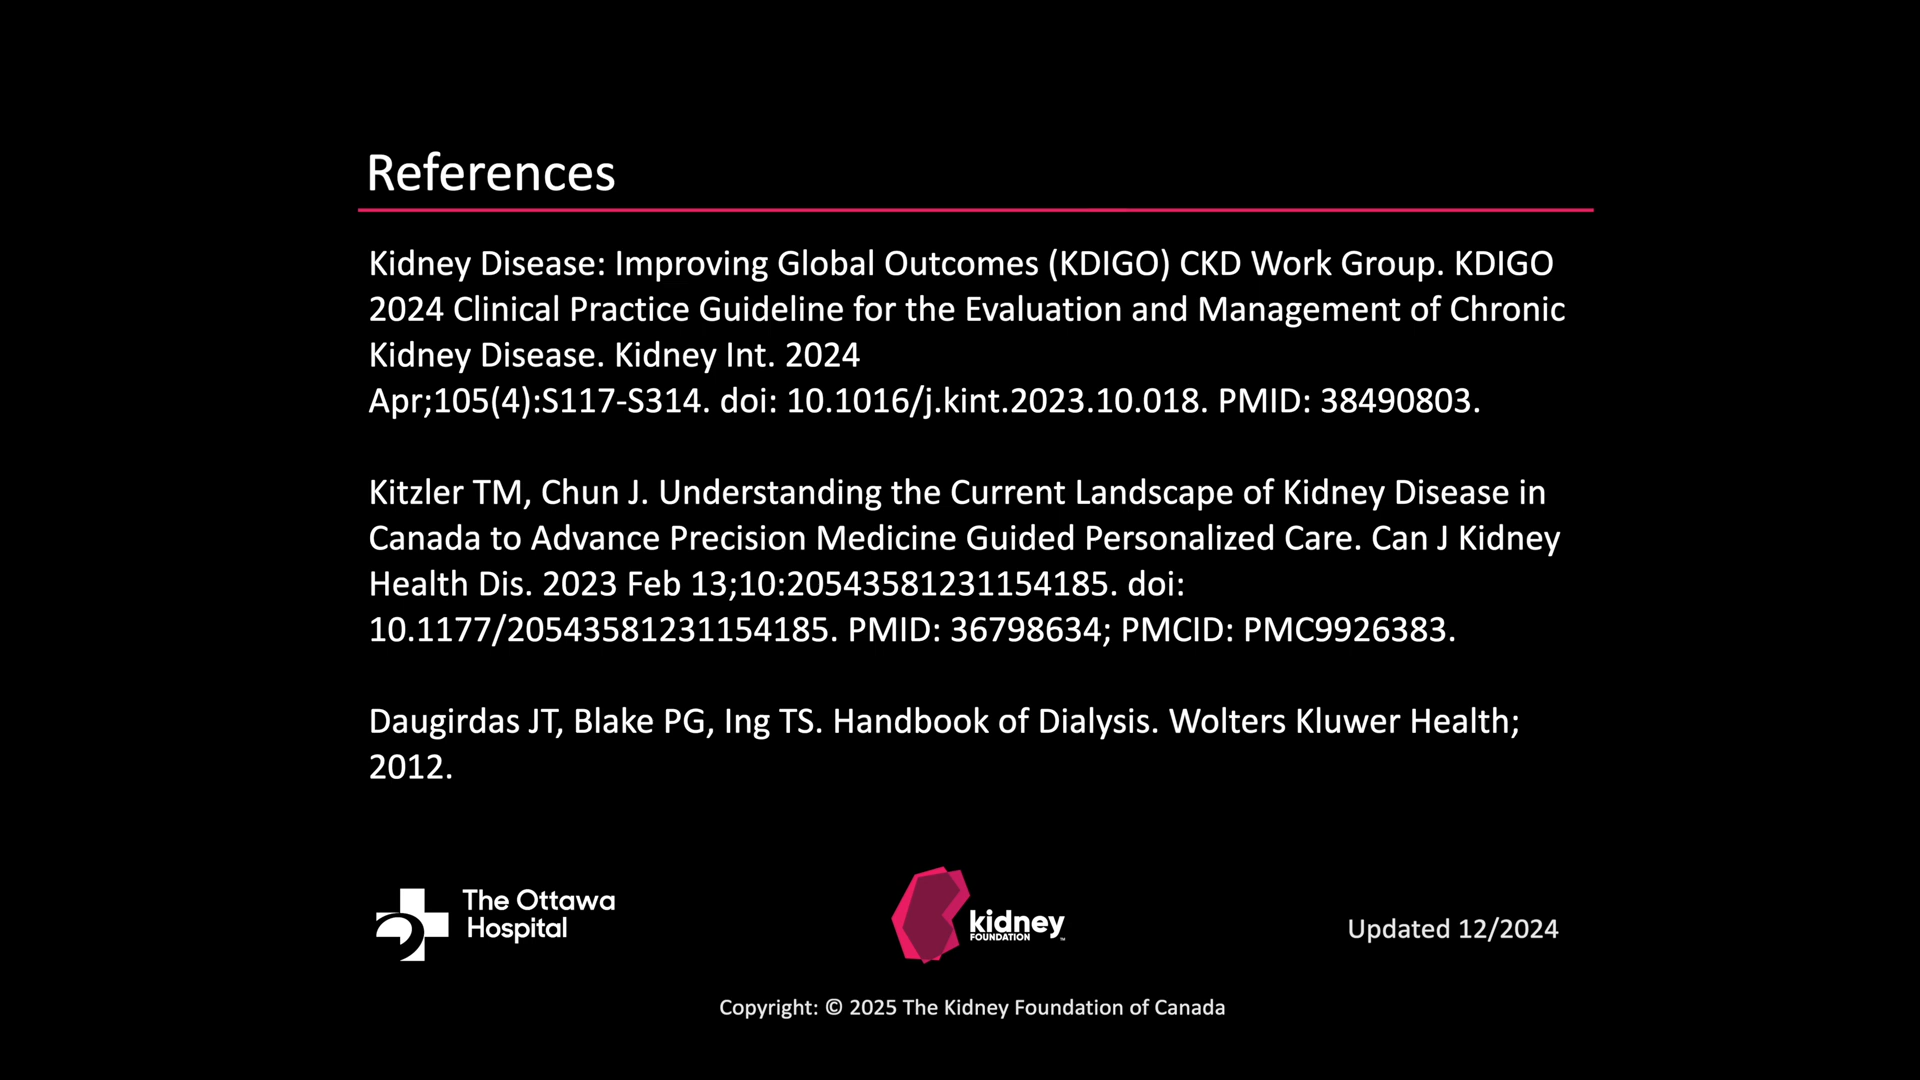 References
Kidney Disease: Improving Global Outcomes (KDIGO) CKD Work Group. KDIGO
2024 Clinical Practice Guideline for the Evaluation and Management of Chronic
Kidney Disease. Kidney Int. 2024
Apr;105(4):S117-S314. doi: 10.1016/j.kint.2023.10.018. PMID: 38490803.
Kitzler TM, Chun J. Understanding the Current Landscape of Kidney Disease in
Canada to Advance Precision Medicine Guided Personalized Care. Can J Kidney
Health Dis. 2023 Feb 13;10:20543581231154185. doi:
10.1177/20543581231154185. PMID: 36798634; PMCID: PMC9926383.
Daugirdas JT, Blake PG, Ing TS. Handbook of Dialysis. Wolters Kluwer Health;
2012.
The Ottawa
Hospital
kidney
FOUNDATION™
Updated 12/2024
Copyright: © 2025 The Kidney Foundation of Canada